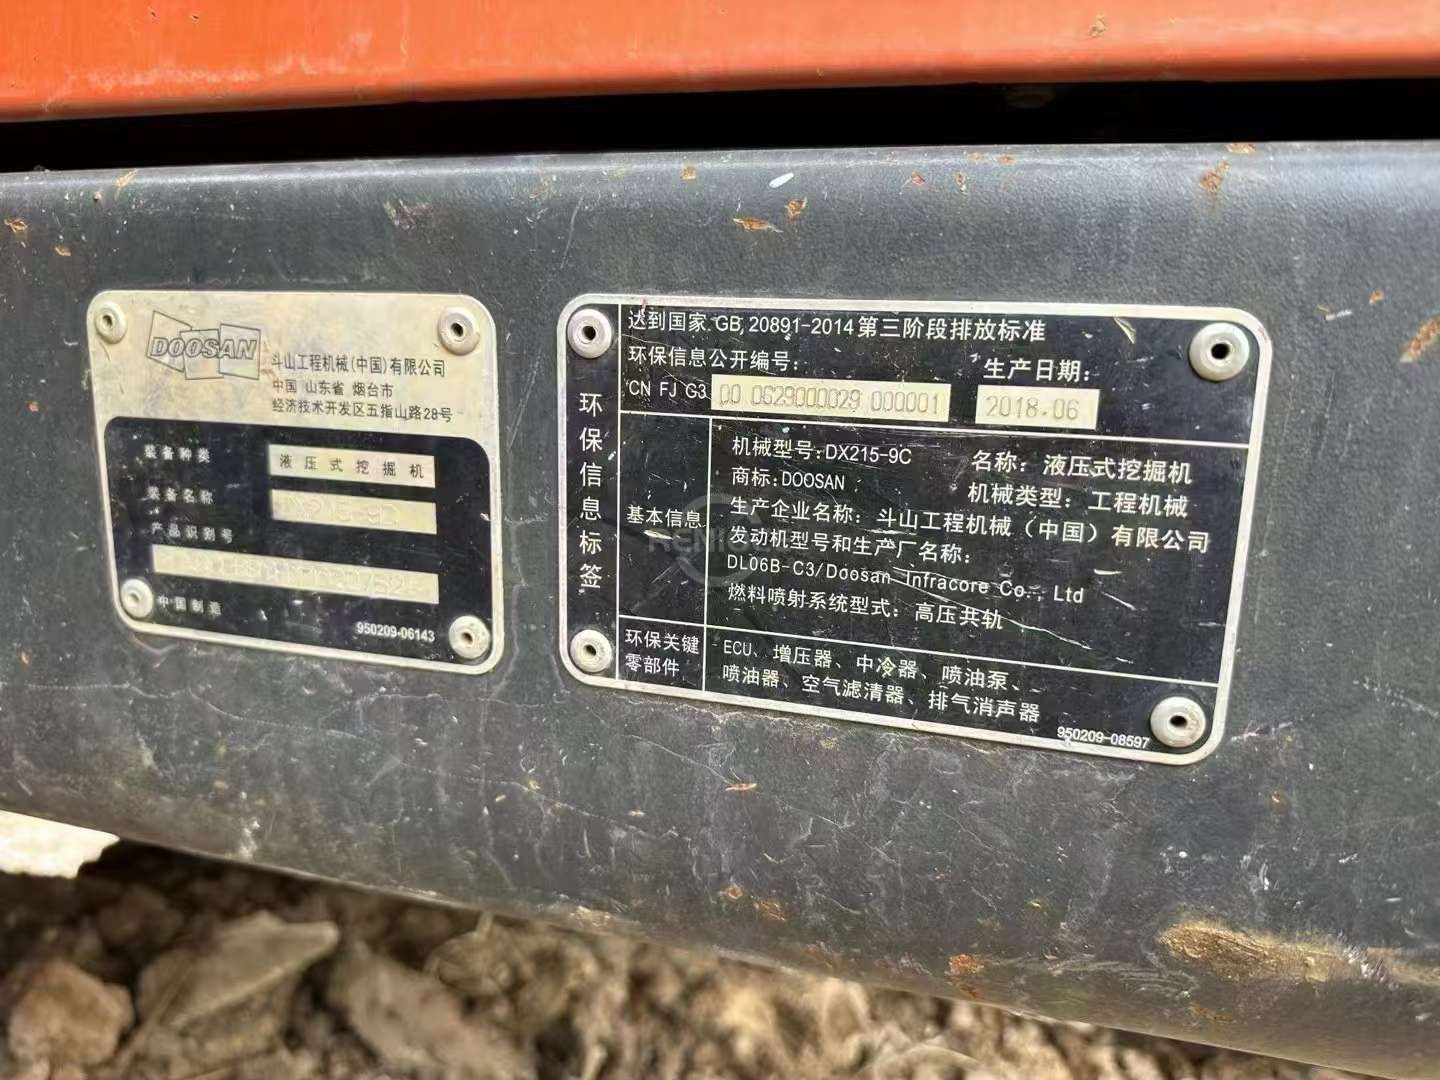 DOOSAN
斗山工程机械(中国)有限公司
中国 山东省 烟台市
经济技术开发区五指山路28号
装备种类 液压式挖掘机
装备名称 DX215-9C
产品识别号
中国制造 950209-06143
环保信息标签
达到国家 GB 20891-2014第三阶段排放标准
环保信息公开编号: 生产日期:
CN FJ G3 00 0629000029 000001 2018.06
基本信息
机械型号:DX215-9C 名称: 液压式挖掘机
商标:DOOSAN 机械类型: 工程机械
生产企业名称: 斗山工程机械(中国)有限公司
发动机型号和生产厂名称:
DL06B-C3/Doosan Infracore Co., Ltd
燃料喷射系统型式: 高压共轨
环保关键
零部件
ECU、增压器、中冷器、喷油泵、
喷油器、空气滤清器、排气消声器
950209-08597